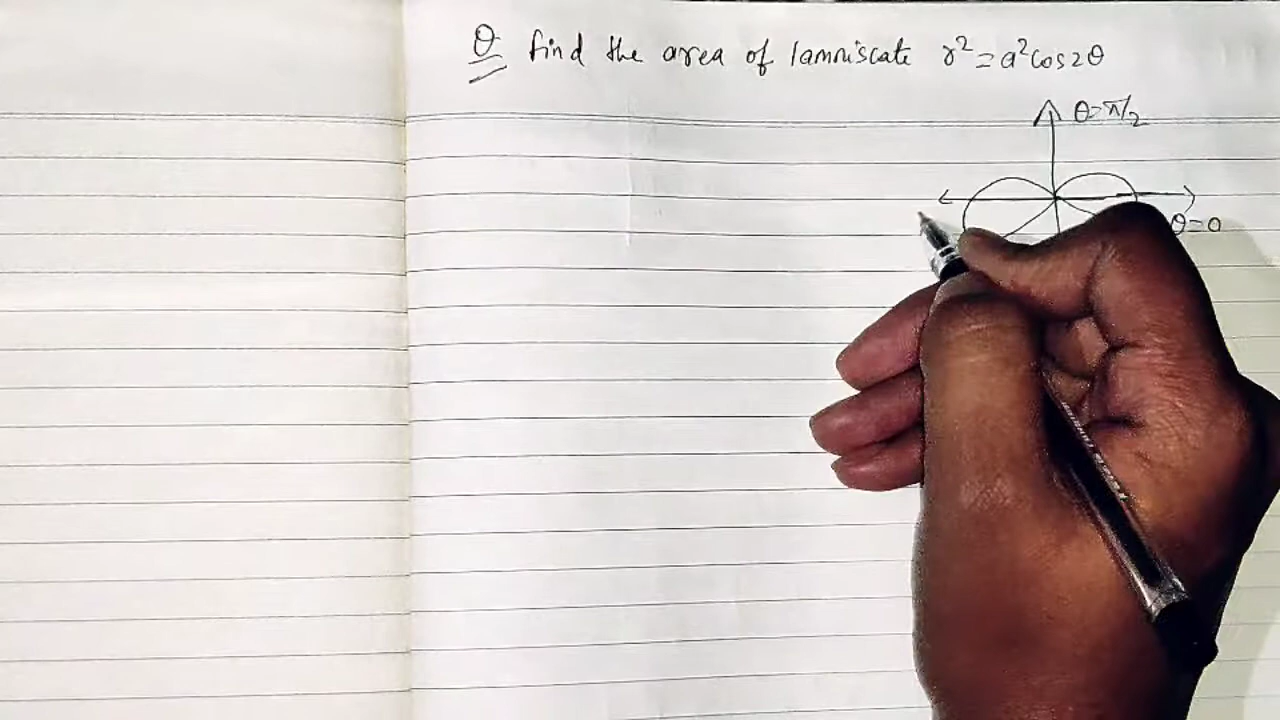 Q find the area of lamniscate r²=a²cos2θ
θ=π/2
θ=0